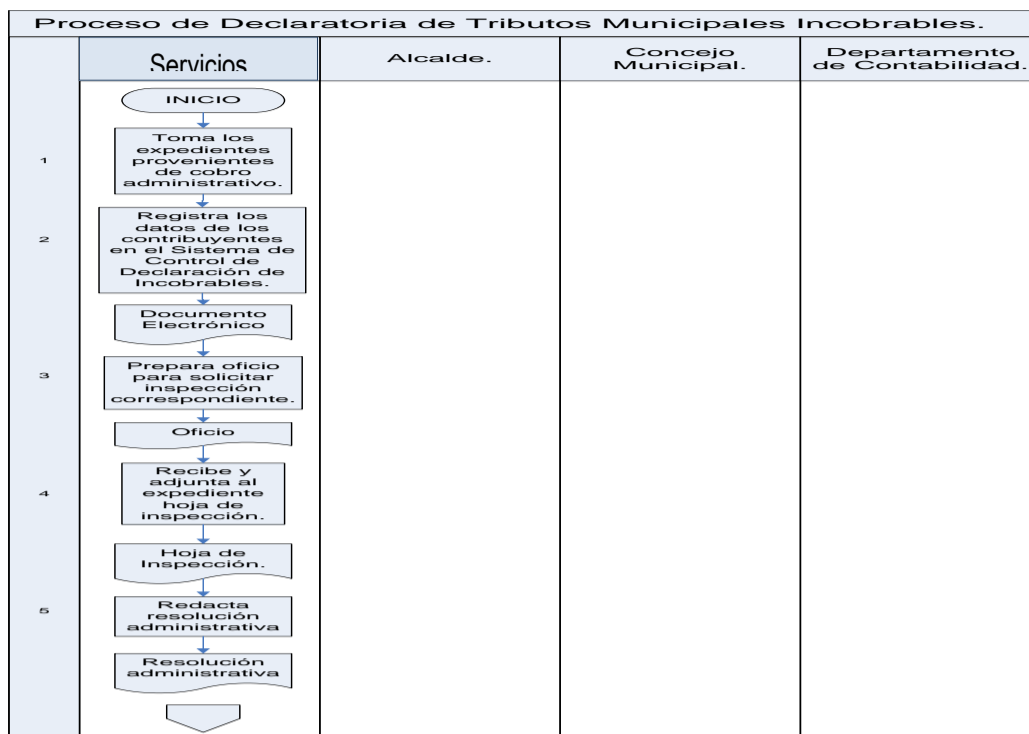 Proceso de Declaratoria de Tributos Municipales Incobrables.
Servicios
Alcalde.
Concejo
Municipal.
Departamento
de Contabilidad.
INICIO
1
Toma los
expedientes
provenientes
de cobro
administrativo.
2
Registra los
datos de los
contribuyentes
en el Sistema de
Control de
Declaración de
Incobrables.
Documento
Electrónico
3
Prepara oficio
para solicitar
inspección
correspondiente.
Oficio
4
Recibe y
adjunta al
expediente
hoja de
inspección.
Hoja de
Inspección.
5
Redacta
resolución
administrativa
Resolución
administrativa